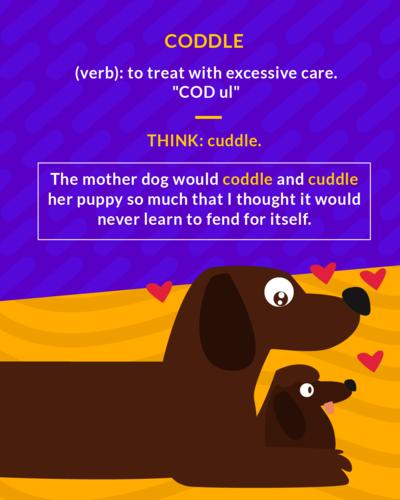 CODDLE
(verb): to treat with excessive care.
"COD ul"
THINK: cuddle.
The mother dog would coddle and cuddle
her puppy so much that I thought it would
never learn to fend for itself.